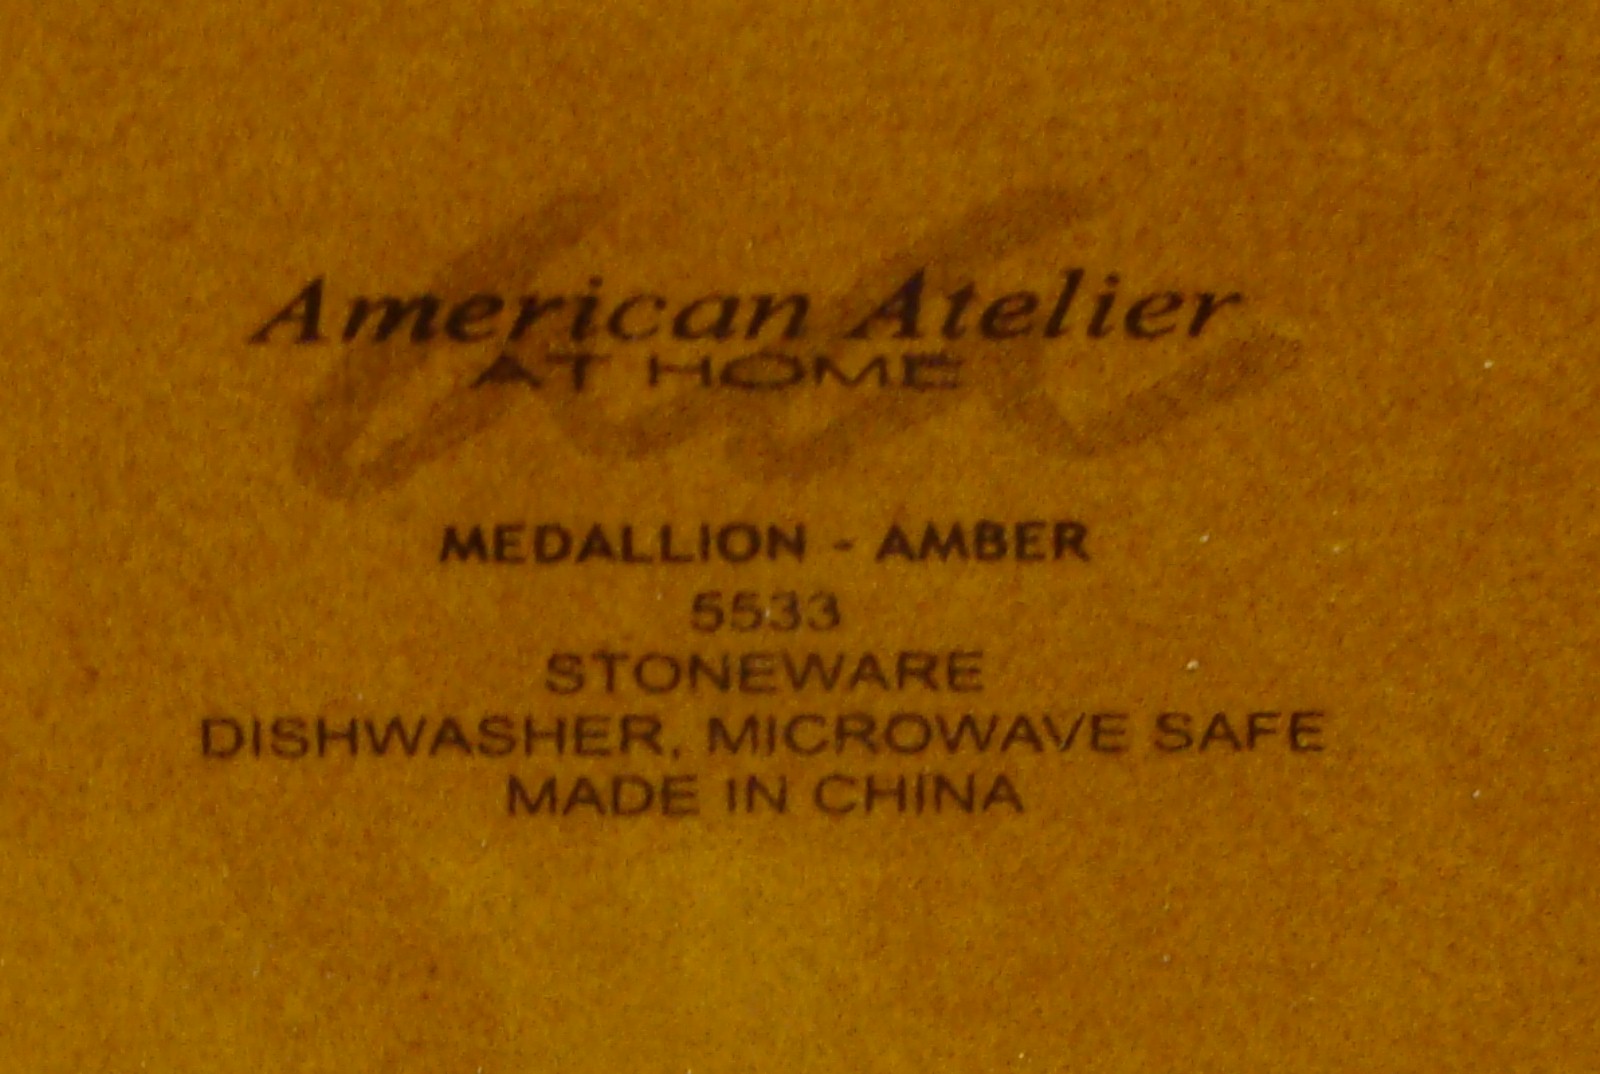 American Atelier
AT HOME
MEDALLION - AMBER
5533
STONEWARE
DISHWASHER, MICROWAVE SAFE
MADE IN CHINA